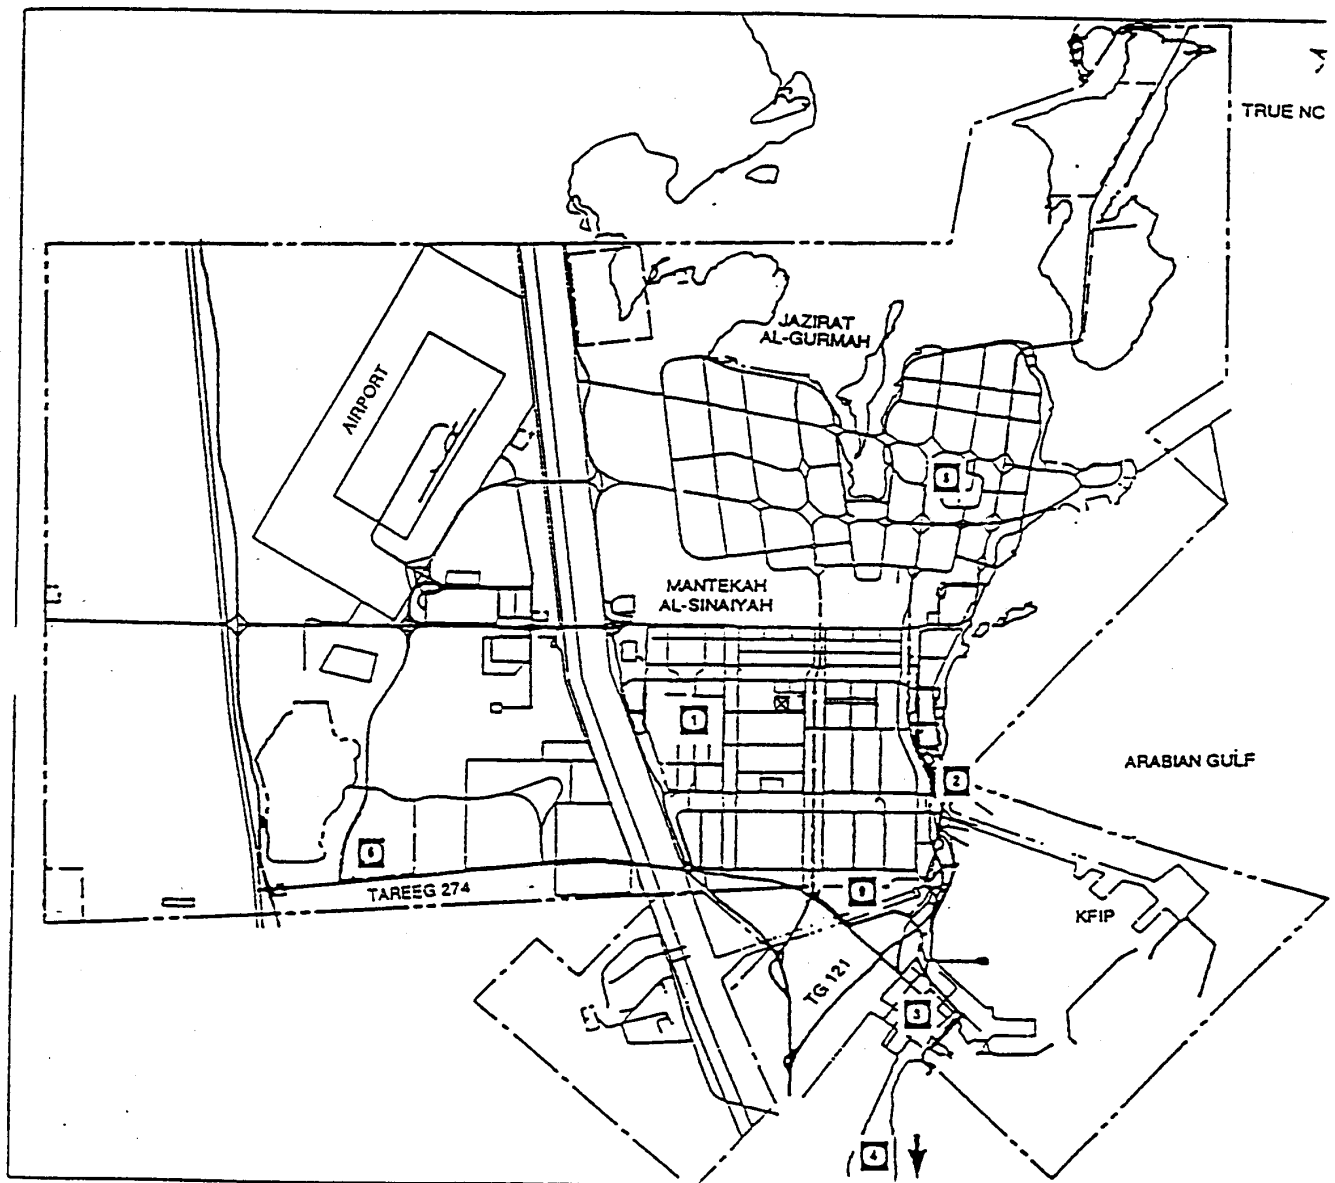 TRUE NO
JAZIRAT
AL-GURMAH
AIRPORT
MANTEKAH
AL-SINAIYAH
1
2
ARABIAN GULF
6
TAREEG 274
KFIP
TG 121
3
4